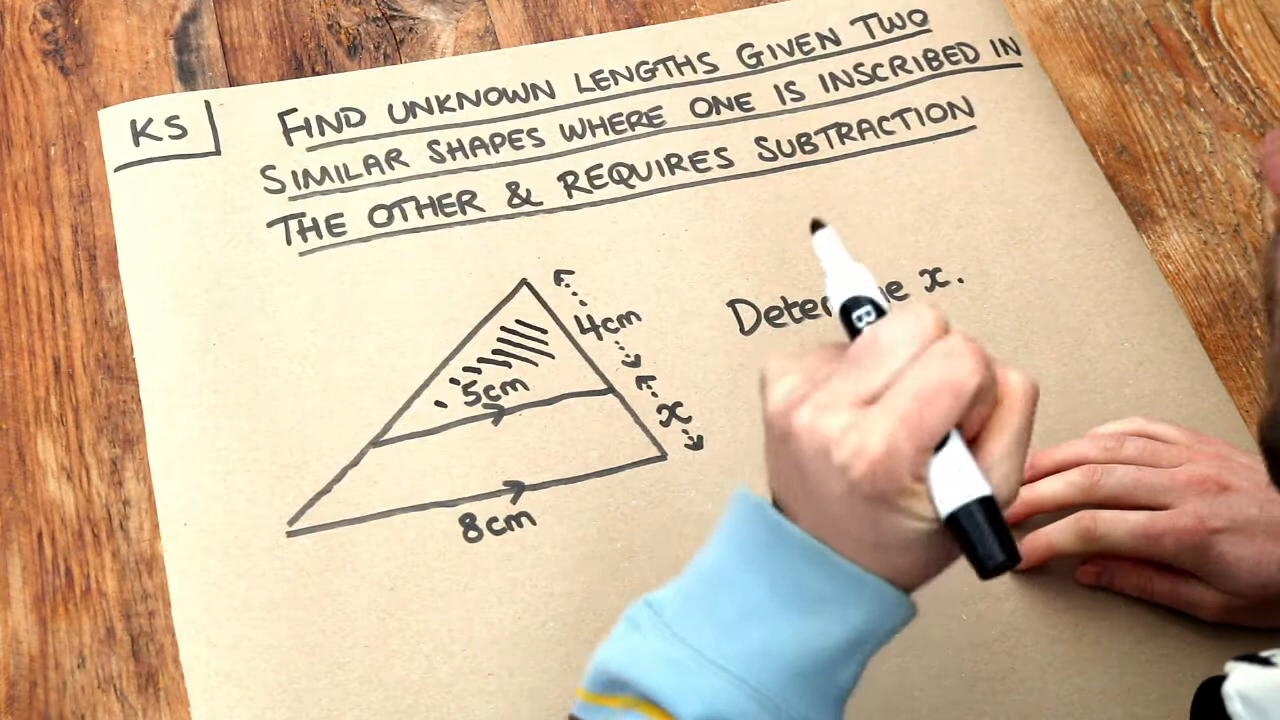 KS
FIND UNKNOWN LENGTHS GIVEN TWO
SIMILAR SHAPES WHERE ONE IS INSCRIBED IN
THE OTHER & REQUIRES SUBTRACTION
x.
4cm
5cm
x
8cm
B